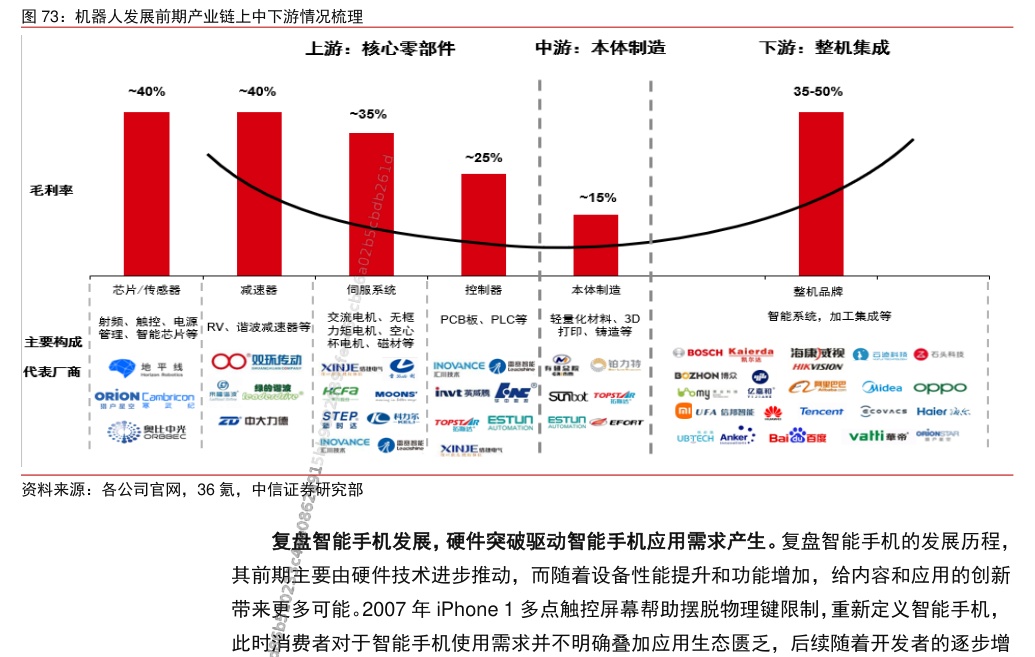 图 73：机器人发展前期产业链上中下游情况梳理
上游：核心零部件 中游：本体制造 下游：整机集成
~40% ~40% ~35% ~25% ~15% 35-50%
毛利率
芯片/传感器 减速器 伺服系统 控制器 本体制造 整机品牌
主要构成
射频、触控、电源
管理、智能芯片等
RV、谐波减速器等
交流电机、无框
力矩电机、空心
杯电机、磁材等
PCB板、PLC等
轻量化材料、3D
打印、铸造等
智能系统，加工集成等
代表厂商
地平线
Horizon Robotics
ORION
猎户星空
Cambricon
寒武纪
奥比中光
ORBBEC
双环传动
绿的谐波
leaderdrive
ZD 中大力德
XINJE 信捷电气
HCFA
MOONS'
STEP
新时达
科力尔
INOVANCE
汇川技术
雷赛智能
Leadshine
INOVANCE
汇川技术
雷赛智能
Leadshine
invt 英威腾
TOPSTAR
拓斯达
ESTUN
AUTOMATION
XINJE 信捷电气
有研金粉
铂力特
SUNbot
TOPSTAR
拓斯达
ESTUN
AUTOMATION
EFORT
BOSCH
Kaierda
凯尔达
海康威视
HIKVISION
石头科技
BOZHON 博众
亿嘉和
阿里巴巴
Midea
OPPO
UFA 信邦智能
HUAWEI
Tencent
ECOVACS
Haier 海尔
UBTECH
Anker
Bai 百度
vatti 華帝
ORIONSTAR
猎户星空
资料来源：各公司官网，36 氪，中信证券研究部
复盘智能手机发展，硬件突破驱动智能手机应用需求产生。复盘智能手机的发展历程，
其前期主要由硬件技术进步推动，而随着设备性能提升和功能增加，给内容和应用的创新
带来更多可能。2007 年 iPhone 1 多点触控屏幕帮助摆脱物理键限制，重新定义智能手机，
此时消费者对于智能手机使用需求并不明确叠加应用生态匮乏，后续随着开发者的逐步增